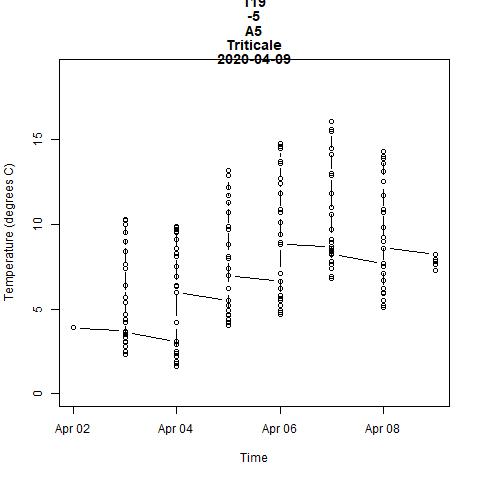 T19
-5
A5
Triticale
2020-04-09
15
10
5
0
Temperature (degrees C)
Apr 02
Apr 04
Apr 06
Apr 08
Time